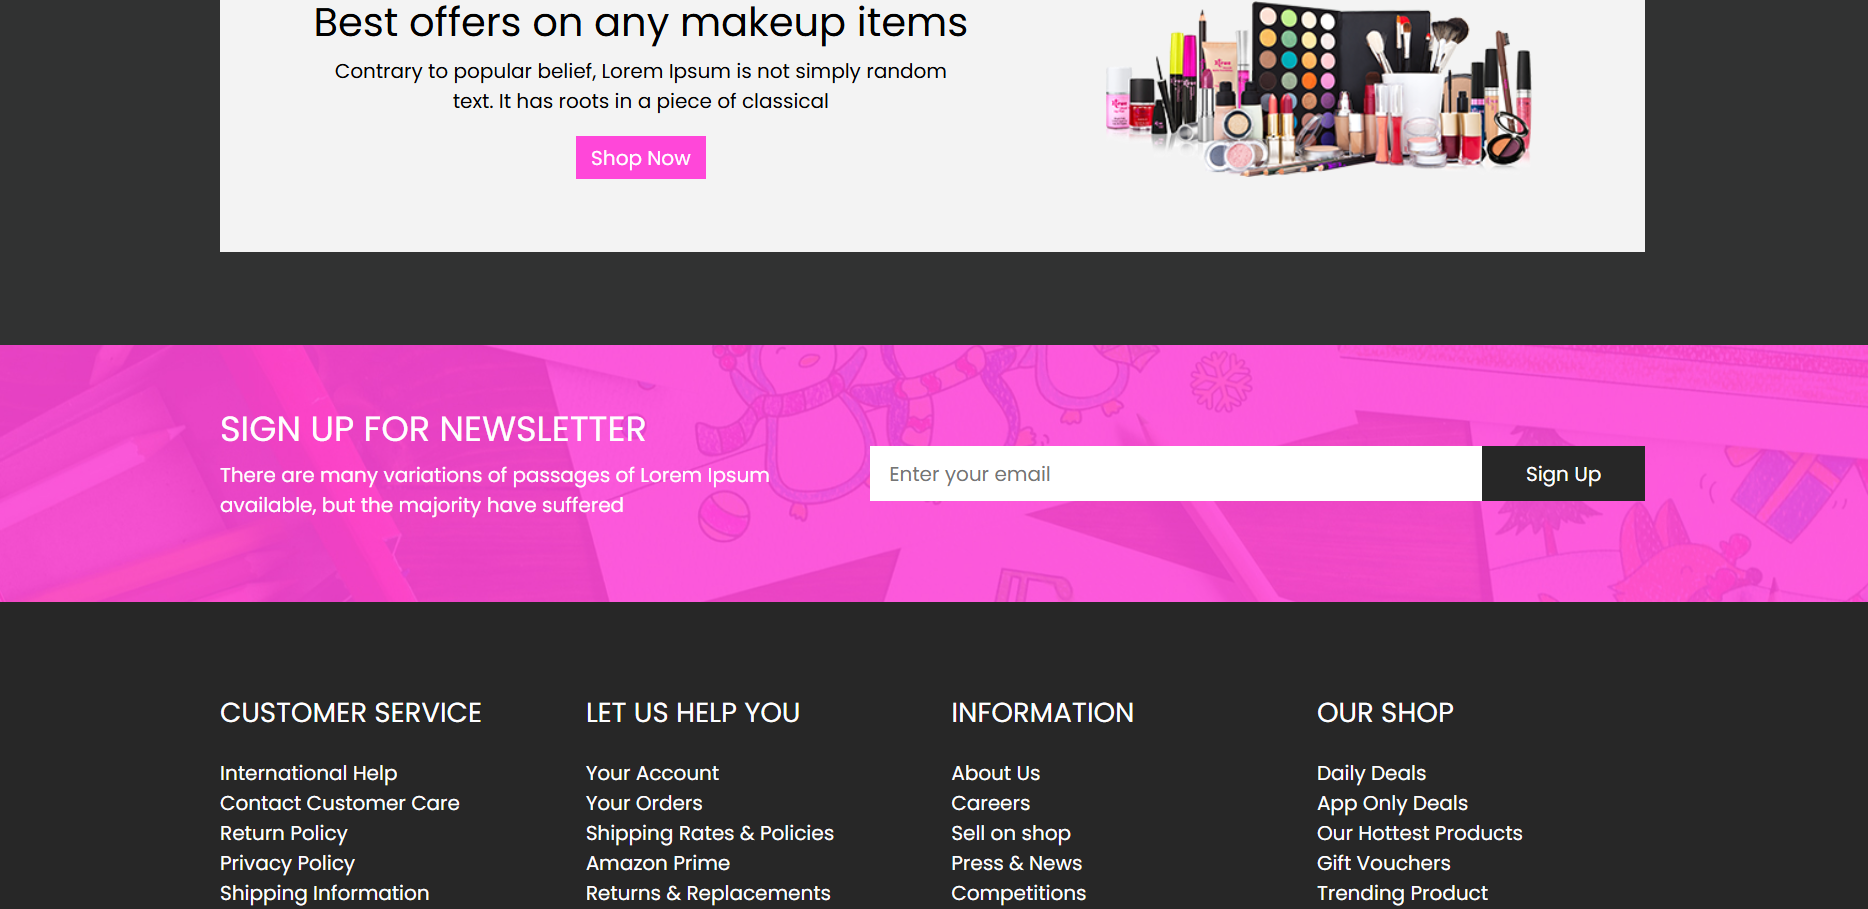 Best offers on any makeup items
Contrary to popular belief, Lorem Ipsum is not simply random
text. It has roots in a piece of classical
Shop Now
SIGN UP FOR NEWSLETTER
There are many variations of passages of Lorem Ipsum
available, but the majority have suffered
Enter your email
Sign Up
CUSTOMER SERVICE
International Help
Contact Customer Care
Return Policy
Privacy Policy
Shipping Information
LET US HELP YOU
Your Account
Your Orders
Shipping Rates & Policies
Amazon Prime
Returns & Replacements
INFORMATION
About Us
Careers
Sell on shop
Press & News
Competitions
OUR SHOP
Daily Deals
App Only Deals
Our Hottest Products
Gift Vouchers
Trending Product